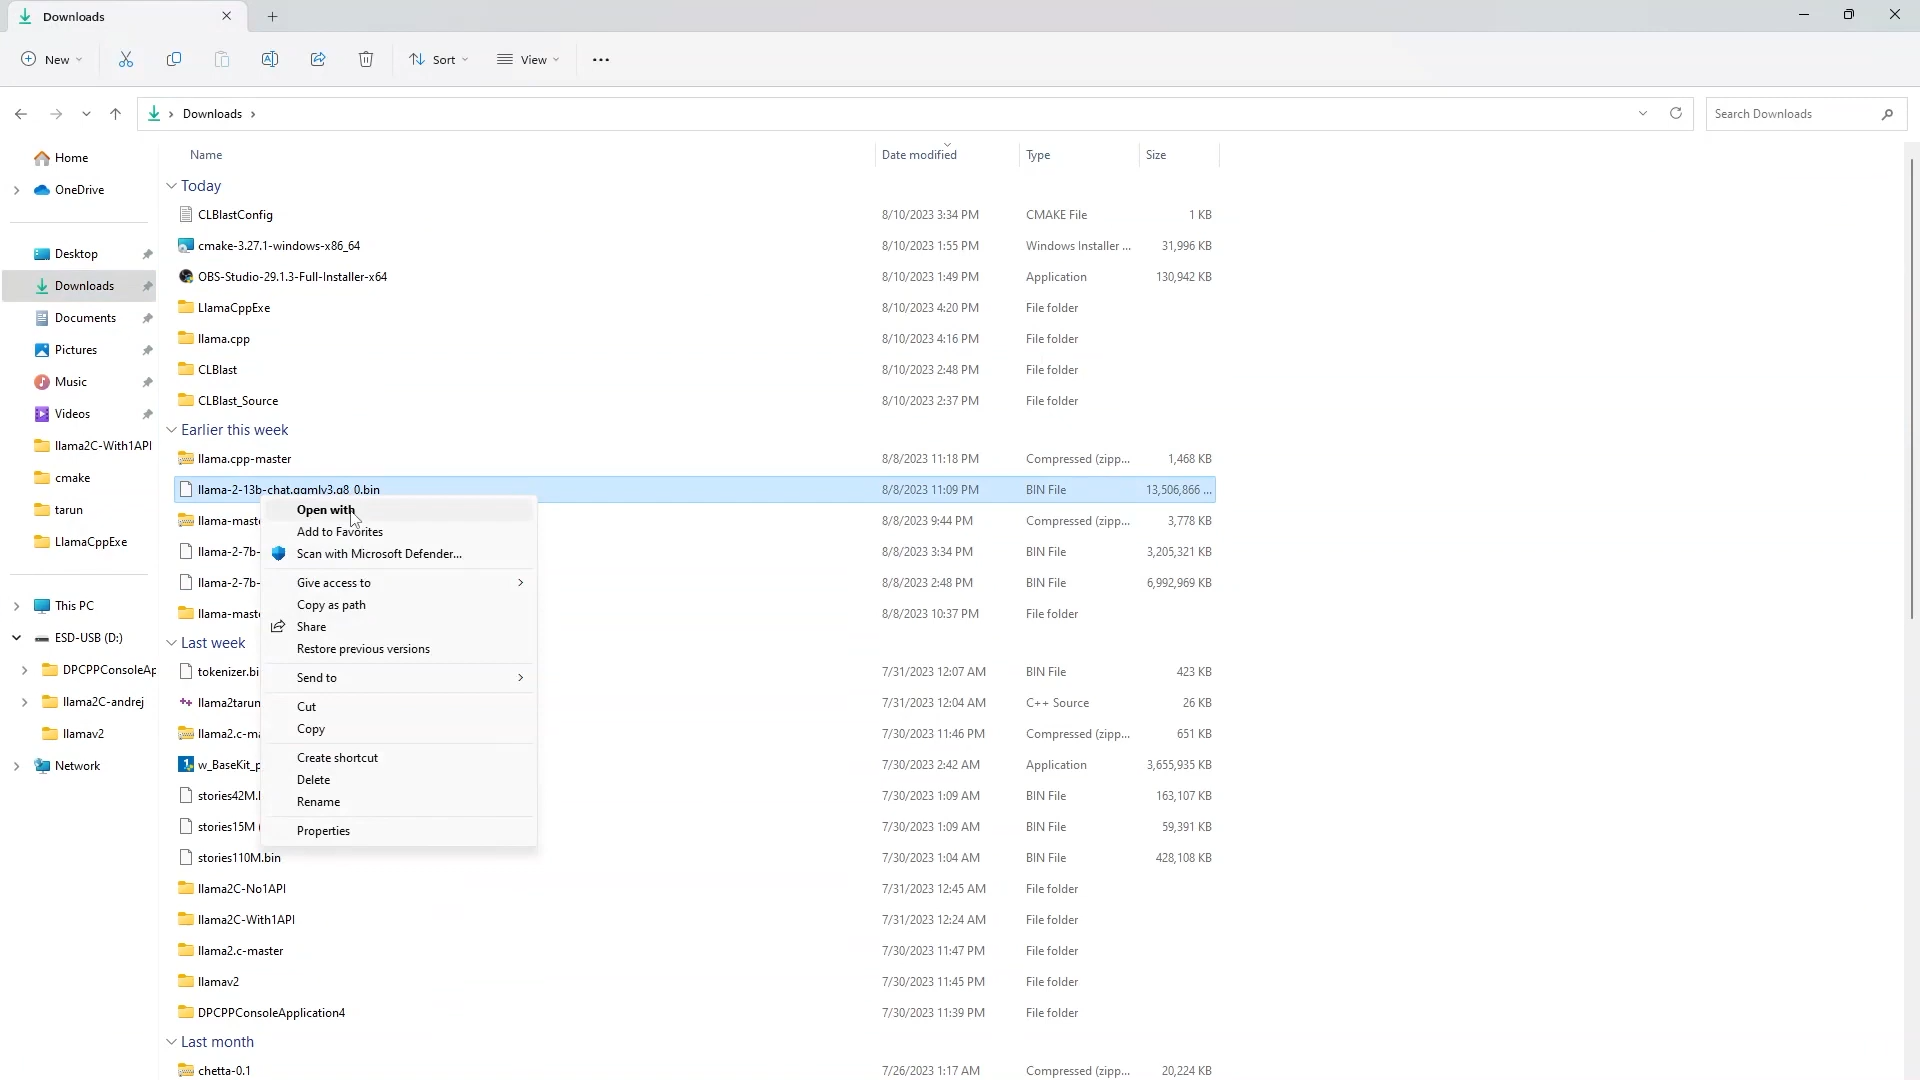 Downloads
New
Sort
View
Downloads
Search Downloads
Home
OneDrive
Desktop
Downloads
Documents
Pictures
Music
Videos
llama2C-With1API
cmake
tarun
LlamaCppExe
This PC
ESD-USB (D:)
DPCPPConsoleAp
llama2C-andrej
llamav2
Network
Name Date modified Type Size
Today
CLBlastConfig 8/10/2023 3:34 PM CMAKE File 1 KB
cmake-3.27.1-windows-x86_64 8/10/2023 1:55 PM Windows Installer ... 31,996 KB
OBS-Studio-29.1.3-Full-Installer-x64 8/10/2023 1:49 PM Application 130,942 KB
LlamaCppExe 8/10/2023 4:20 PM File folder
llama.cpp 8/10/2023 4:16 PM File folder
CLBlast 8/10/2023 2:48 PM File folder
CLBlast_Source 8/10/2023 2:37 PM File folder
Earlier this week
llama.cpp-master 8/8/2023 11:18 PM Compressed (zipp... 1,468 KB
llama-2-13b-chat.ggmlv3.q8_0.bin 8/8/2023 11:09 PM BIN File 13,506,866 ...
llama-mast 8/8/2023 9:44 PM Compressed (zipp... 3,778 KB
llama-2-7b- 8/8/2023 3:34 PM BIN File 3,205,321 KB
llama-2-7b- 8/8/2023 2:48 PM BIN File 6,992,969 KB
llama-mast 8/8/2023 10:37 PM File folder
Last week
tokenizer.bi 7/31/2023 12:07 AM BIN File 423 KB
llama2tarun 7/31/2023 12:04 AM C++ Source 26 KB
llama2.c-ma 7/30/2023 11:46 PM Compressed (zipp... 651 KB
w_BaseKit_p 7/30/2023 2:42 AM Application 3,655,935 KB
stories42M. 7/30/2023 1:09 AM BIN File 163,107 KB
stories15M 7/30/2023 1:09 AM BIN File 59,391 KB
stories110M.bin 7/30/2023 1:04 AM BIN File 428,108 KB
llama2C-No1API 7/31/2023 12:45 AM File folder
llama2C-With1API 7/31/2023 12:24 AM File folder
llama2.c-master 7/30/2023 11:47 PM File folder
llamav2 7/30/2023 11:45 PM File folder
DPCPPConsoleApplication4 7/30/2023 11:39 PM File folder
Last month
chetta-0.1 7/26/2023 1:17 AM Compressed (zipp... 20,224 KB
Open with
Add to Favorites
Scan with Microsoft Defender...
Give access to
Copy as path
Share
Restore previous versions
Send to
Cut
Copy
Create shortcut
Delete
Rename
Properties